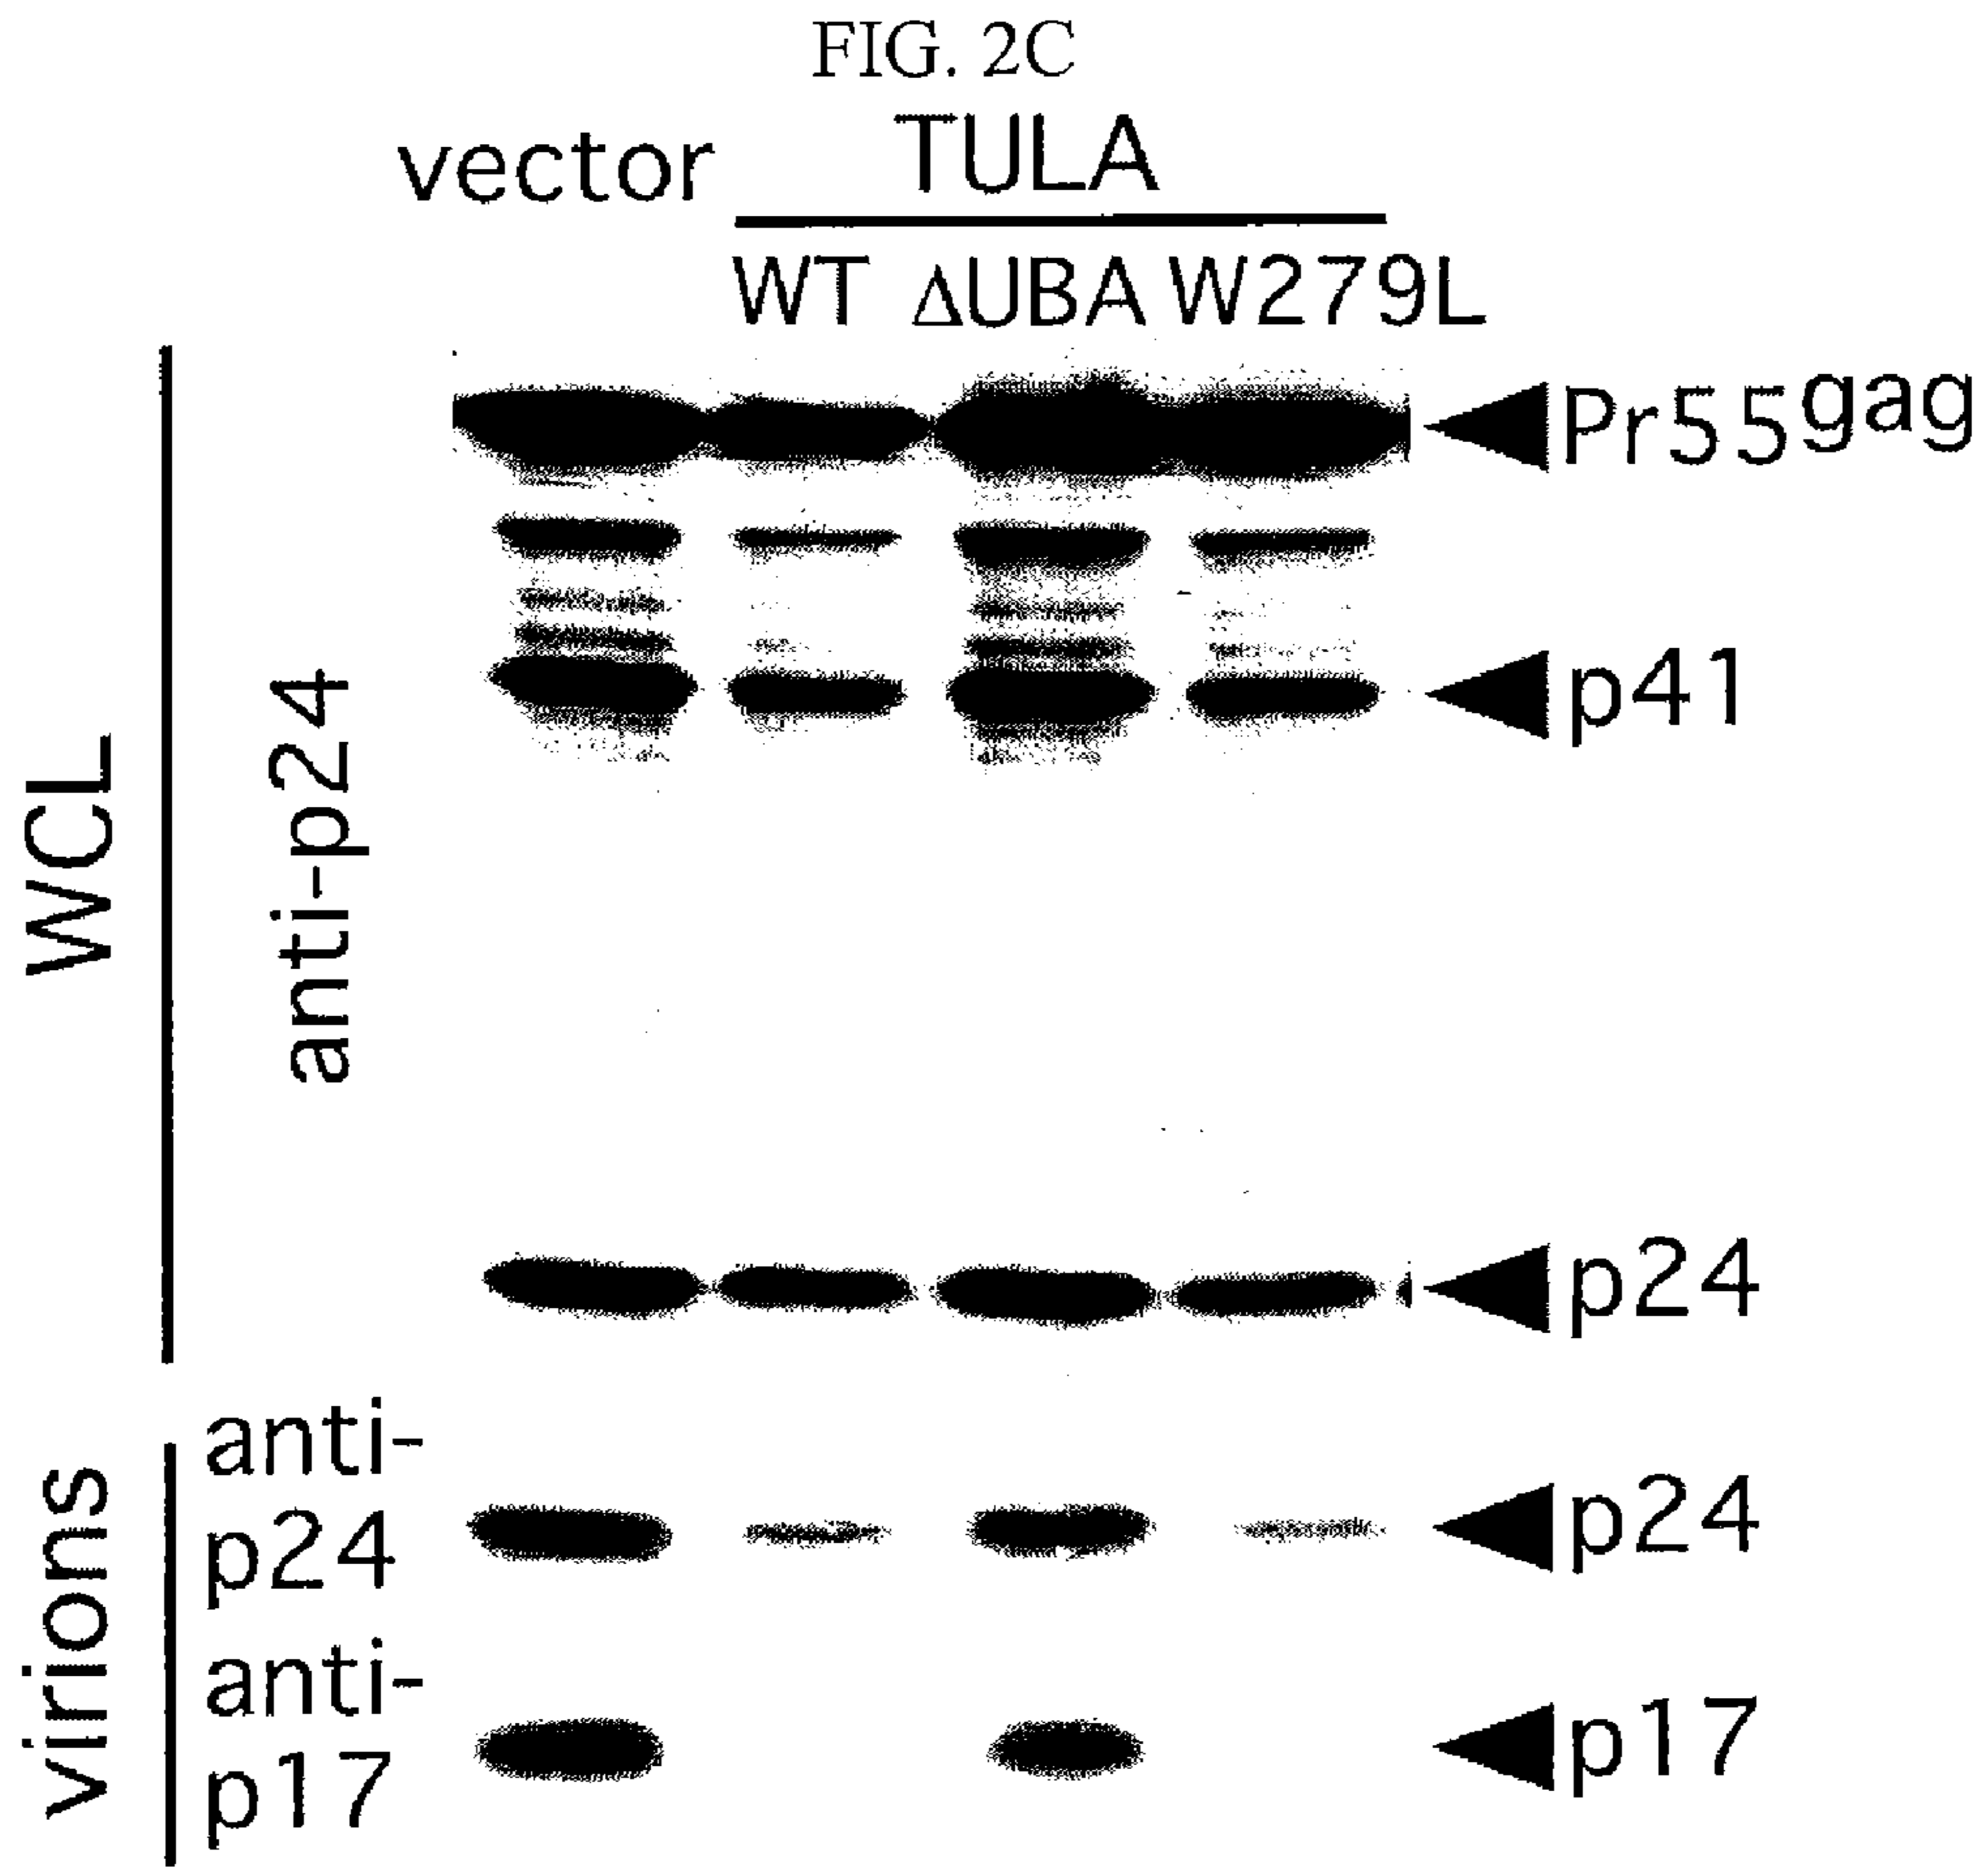 FIG. 2C
vector TULA
WT ΔUBA W279L
WCL
anti-p24
Pr55gag
p41
p24
virions
anti-
p24
p24
anti-
p17
p17